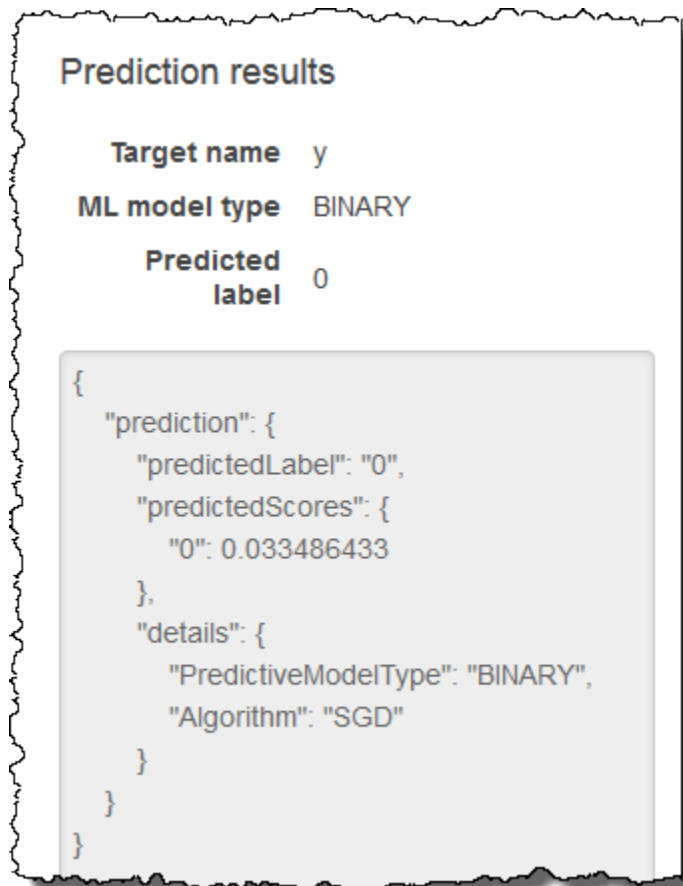 Prediction results
Target name y
ML model type BINARY
Predicted
label 0
{
"prediction": {
"predictedLabel": "0",
"predictedScores": {
"0": 0.033486433
},
"details": {
"PredictiveModelType": "BINARY",
"Algorithm": "SGD"
}
}
}